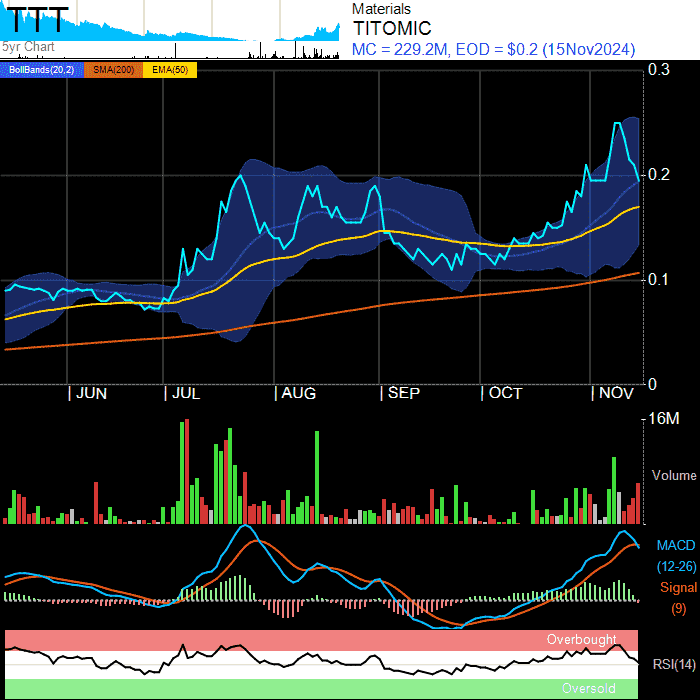 TTT
5yr Chart
Materials
TITOMIC
MC = 229.2M, EOD = $0.2 (15Nov2024)
BollBands(20,2) SMA(200) EMA(50)
0.3
0.2
0.1
0
| JUN | JUL | AUG | SEP | OCT | NOV
16M
Volume
MACD
(12-26)
Signal
(9)
Overbought
RSI(14)
Oversold